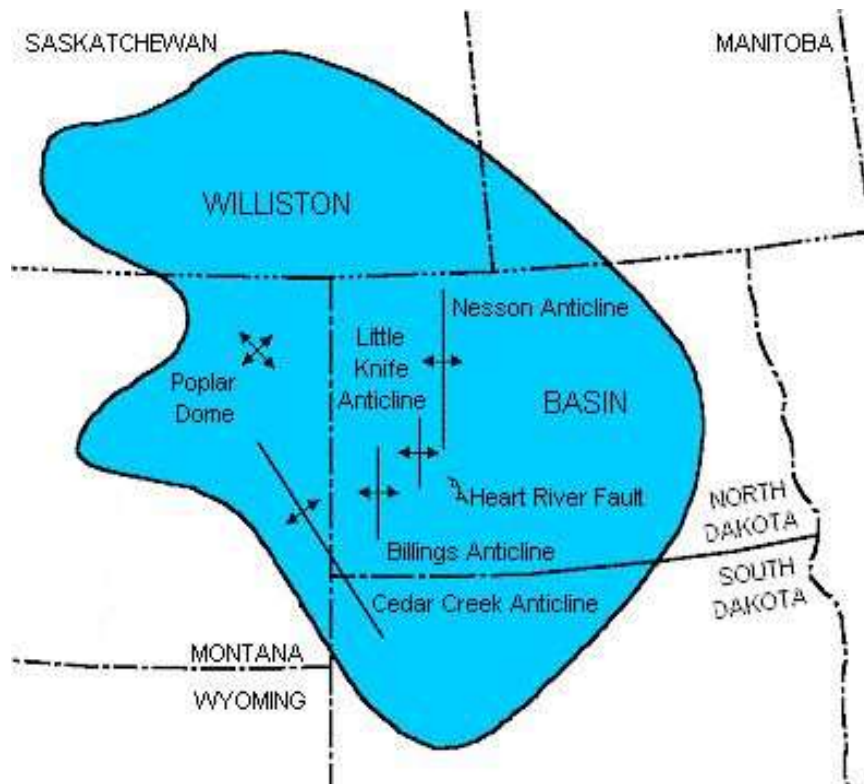 SASKATCHEWAN
MANITOBA
WILLISTON
Nesson Anticline
Little
Knife
Anticline
Poplar
Dome
BASIN
Heart River Fault
NORTH
DAKOTA
Billings Anticline
SOUTH
DAKOTA
Cedar Creek Anticline
MONTANA
WYOMING